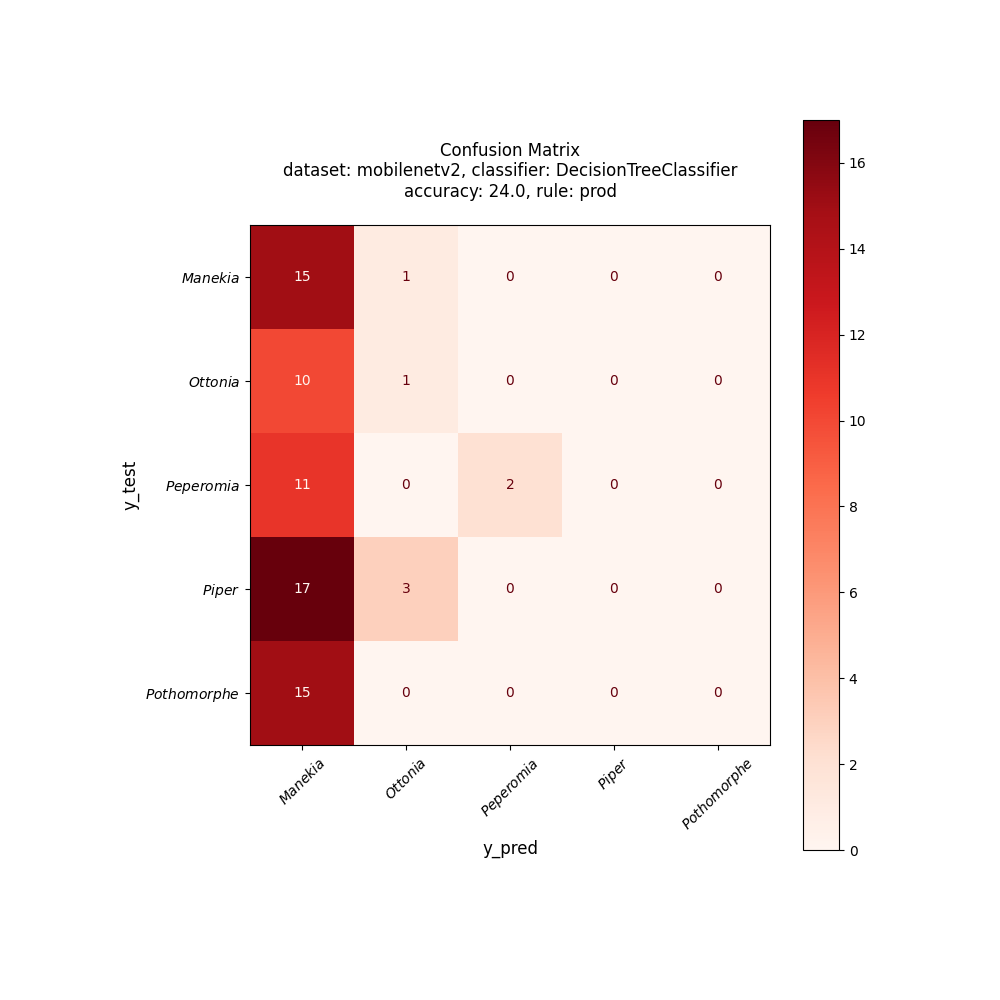 Confusion Matrix
dataset: mobilenetv2, classifier: DecisionTreeClassifier
accuracy: 24.0, rule: prod
y_test
Manekia 15 1 0 0 0
Ottonia 10 1 0 0 0
Peperomia 11 0 2 0 0
Piper 17 3 0 0 0
Pothomorphe 15 0 0 0 0
Manekia Ottonia Peperomia Piper Pothomorphe
y_pred
16
14
12
10
8
6
4
2
0